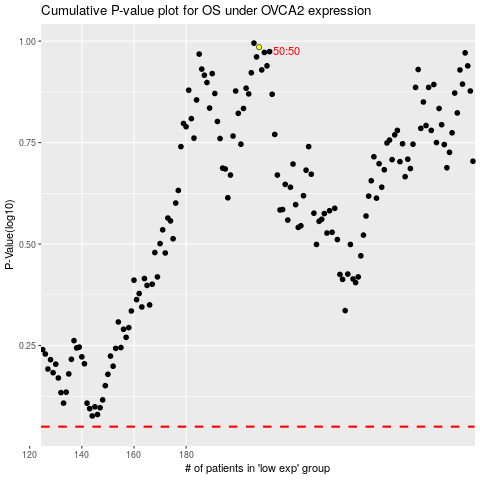 Cumulative P-value plot for OS under OVCA2 expression
1.00
50:50
0.75
0.50
0.25
P-Value(log10)
120 140 160 180
# of patients in 'low exp' group